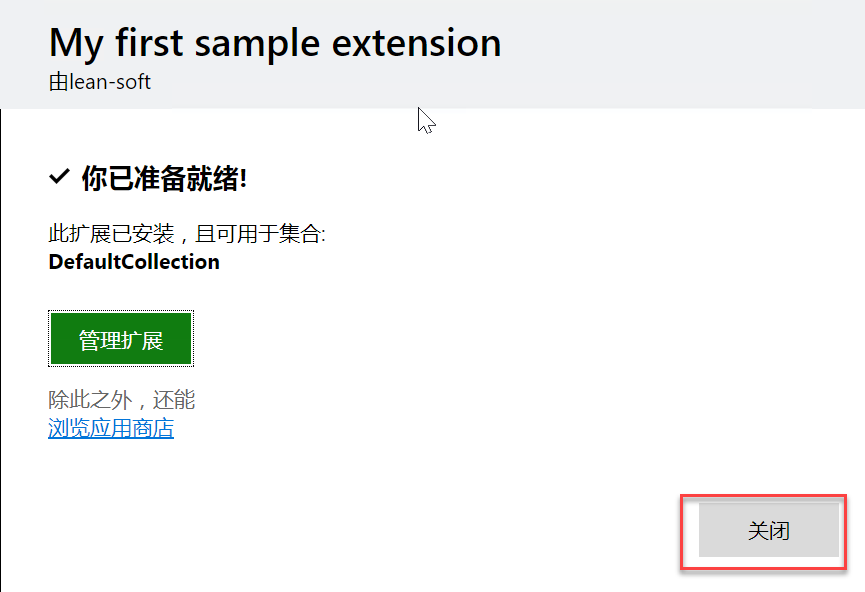 My first sample extension
由lean-soft
你已准备就绪!
此扩展已安装，且可用于集合:
DefaultCollection
管理扩展
除此之外，还能
浏览应用商店
关闭